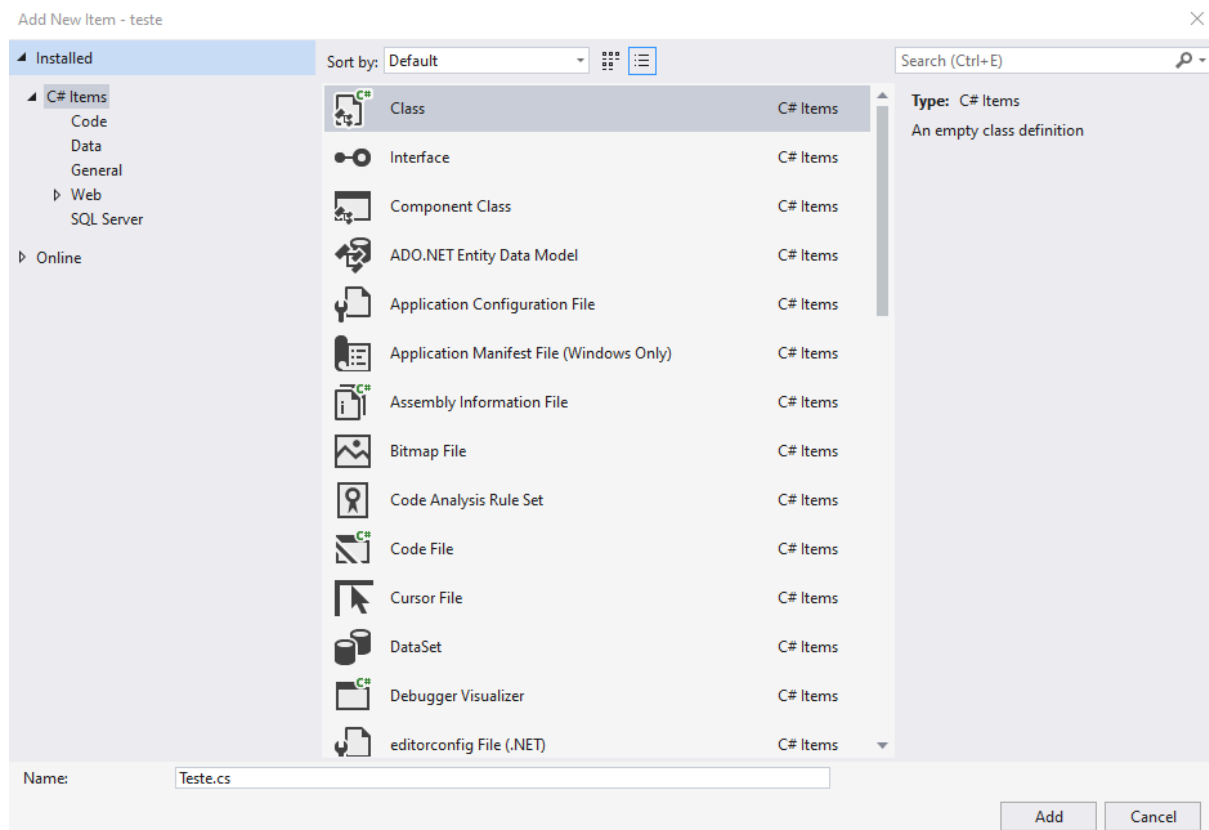 Add New Item - teste
Installed
Sort by: Default
Search (Ctrl+E)
C# Items
Code
Data
General
Web
SQL Server
Online
C#
Class C# Items
Interface C# Items
Component Class C# Items
ADO.NET Entity Data Model C# Items
Application Configuration File C# Items
Application Manifest File (Windows Only) C# Items
C#
Assembly Information File C# Items
Bitmap File C# Items
Code Analysis Rule Set C# Items
C#
Code File C# Items
Cursor File C# Items
DataSet C# Items
C#
Debugger Visualizer C# Items
editorconfig File (.NET) C# Items
Type: C# Items
An empty class definition
Name: Teste.cs
Add Cancel